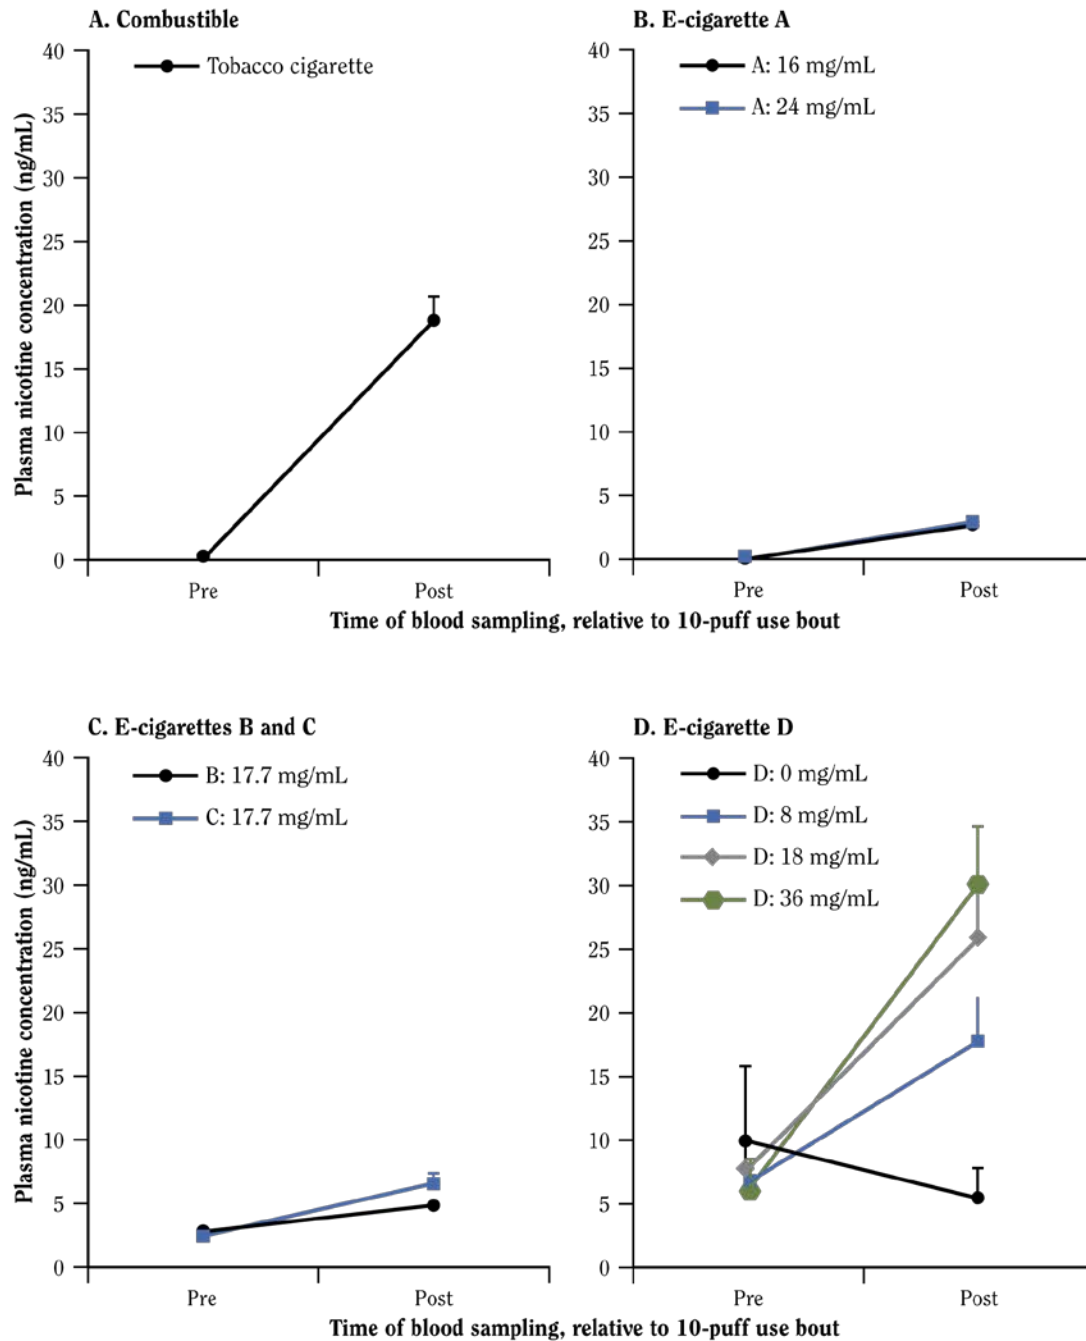 A. Combustible
40
35
30
25
20
15
10
5
0
Plasma nicotine concentration (ng/mL)
Tobacco cigarette
Pre
Post
B. E-cigarette A
40
35
30
25
20
15
10
5
0
A: 16 mg/mL
A: 24 mg/mL
Pre
Post
Time of blood sampling, relative to 10-puff use bout
C. E-cigarettes B and C
40
35
30
25
20
15
10
5
0
Plasma nicotine concentration (ng/mL)
B: 17.7 mg/mL
C: 17.7 mg/mL
Pre
Post
D. E-cigarette D
40
35
30
25
20
15
10
5
0
D: 0 mg/mL
D: 8 mg/mL
D: 18 mg/mL
D: 36 mg/mL
Pre
Post
Time of blood sampling, relative to 10-puff use bout